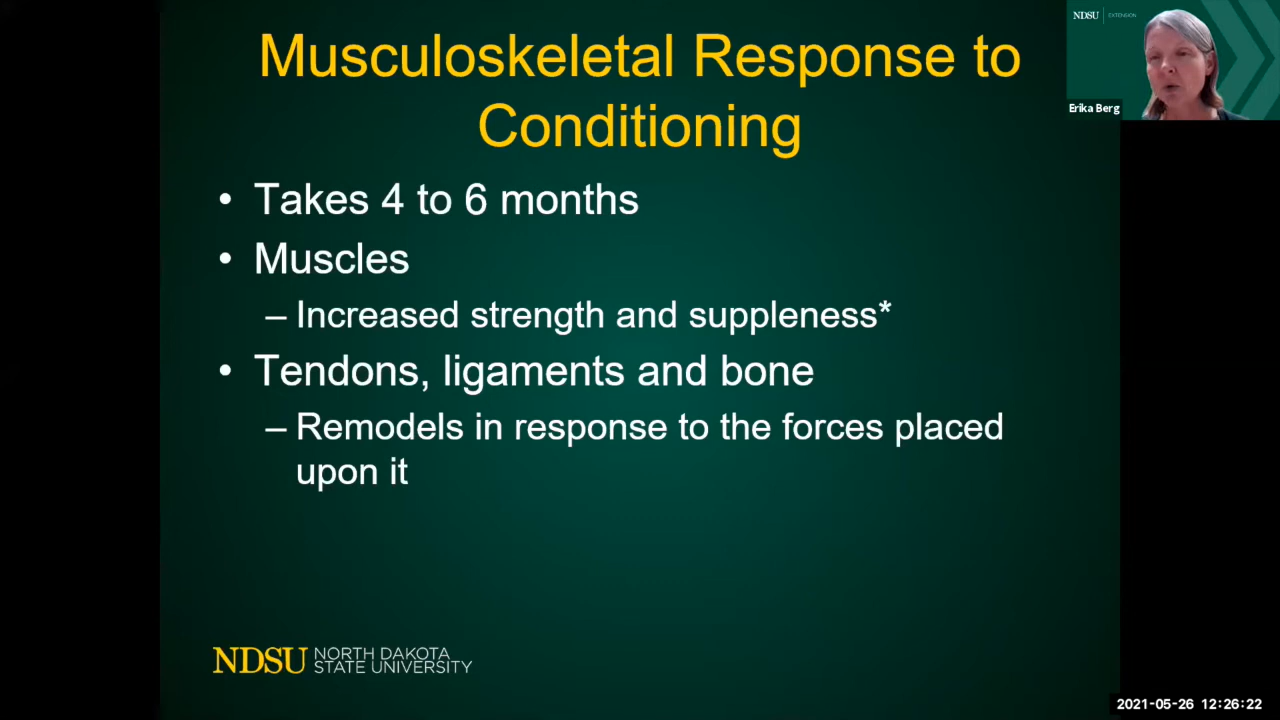 Musculoskeletal Response to
Conditioning
• Takes 4 to 6 months
• Muscles
– Increased strength and suppleness*
• Tendons, ligaments and bone
– Remodels in response to the forces placed
upon it
NDSU NORTH DAKOTA
STATE UNIVERSITY
NDSU EXTENSION
Erika Berg
2021-05-26 12:26:22